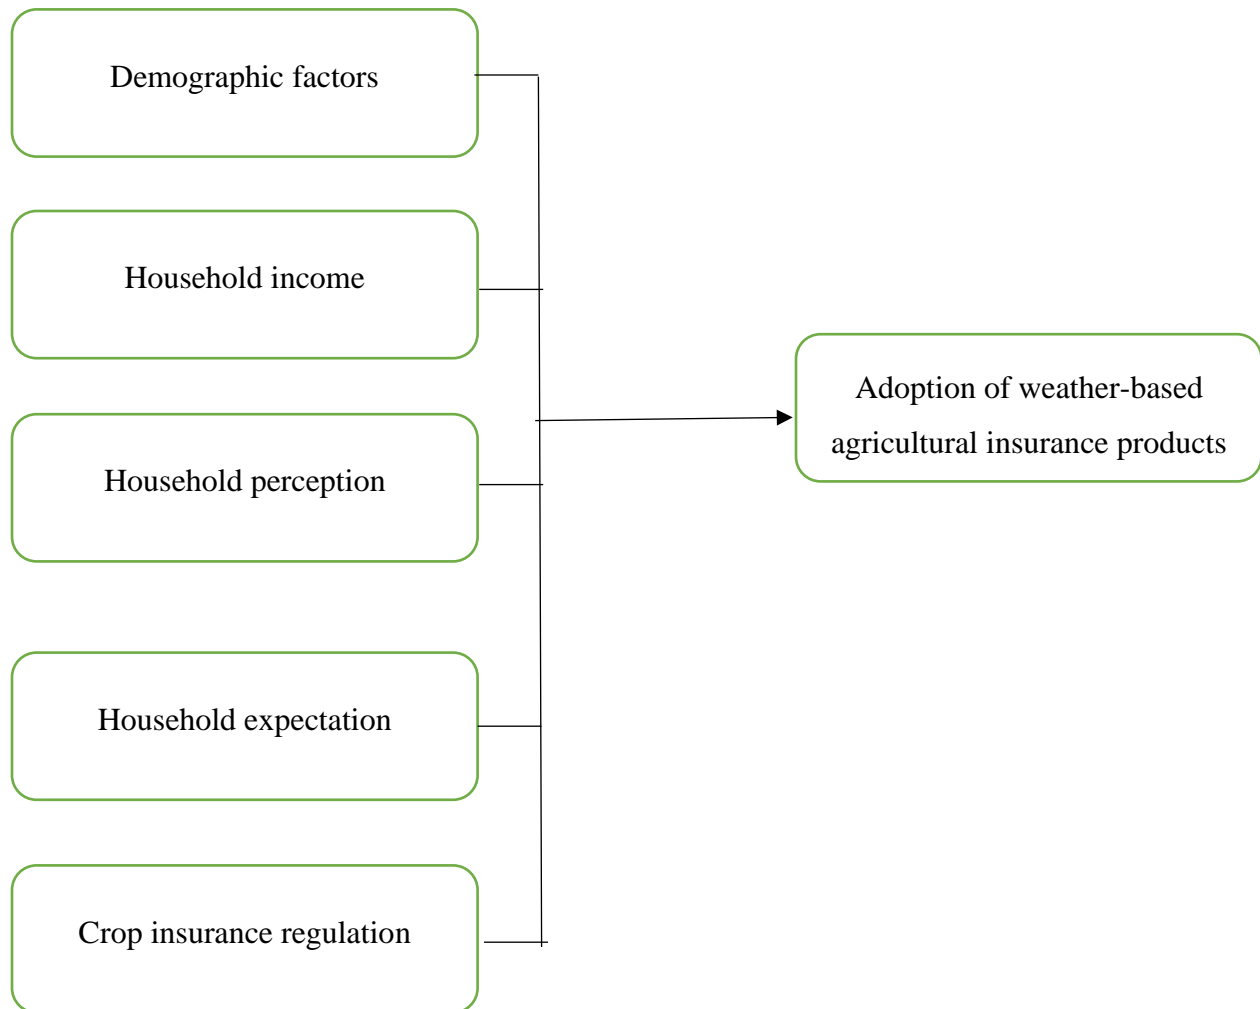 Demographic factors
Household income
Household perception
Household expectation
Crop insurance regulation
Adoption of weather-based
agricultural insurance products